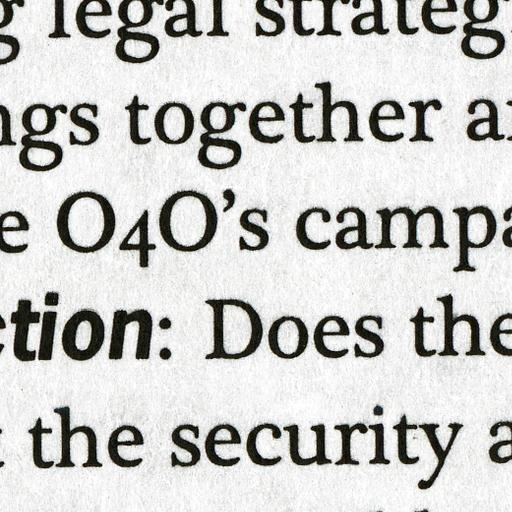 g legal strateg
ngs together a
e O4O's campa
ction: Does the
t the security a